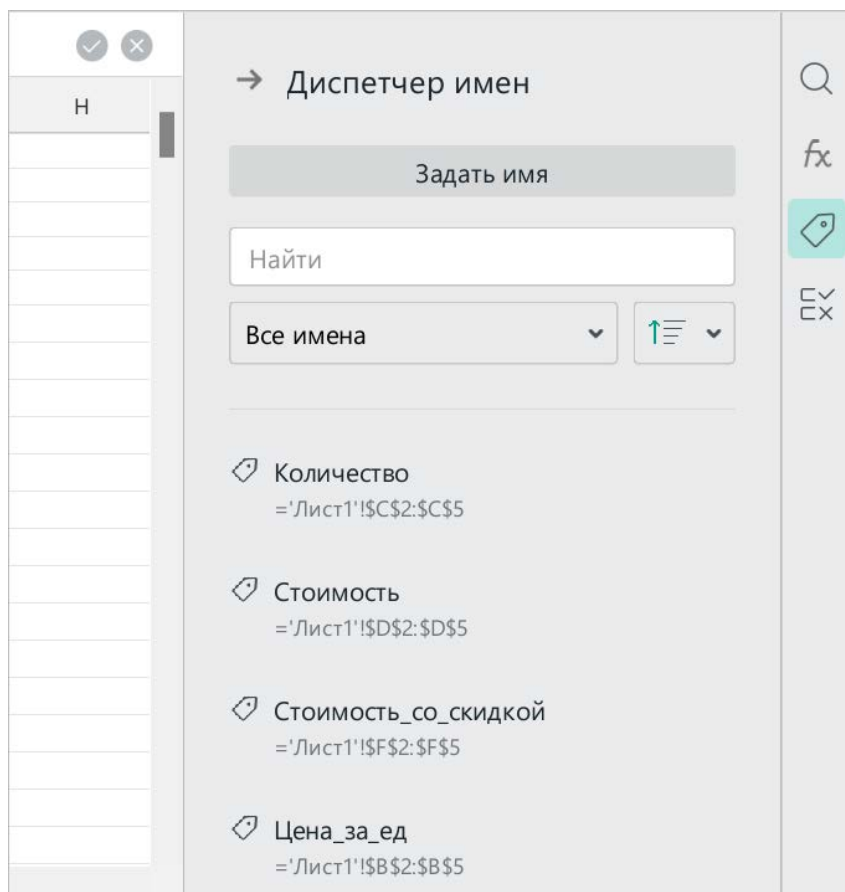 Диспетчер имен
H
Задать имя
fx
Найти
Все имена
Количество
='Лист1'!$C$2:$C$5
Стоимость
='Лист1'!$D$2:$D$5
Стоимость_со_скидкой
='Лист1'!$F$2:$F$5
Цена_за_ед
='Лист1'!$B$2:$B$5